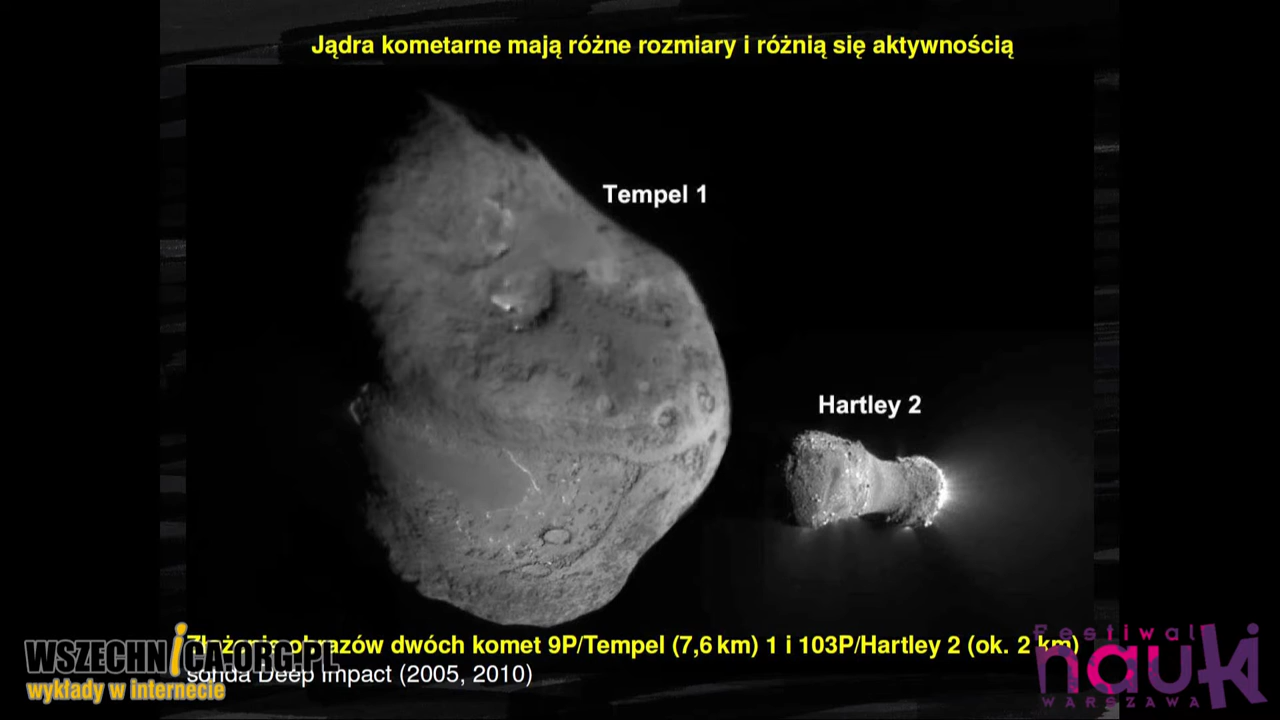 Jądra kometarne mają różne rozmiary i różnią się aktywnością
Tempel 1
Hartley 2
Złożenie obrazów dwóch komet 9P/Tempel (7,6 km) 1 i 103P/Hartley 2 (ok. 2 km)
sonda Deep Impact (2005, 2010)
WSZECHNICA.ORG.PL
wykłady w internecie
Festiwal
nauki
WARSZAWA